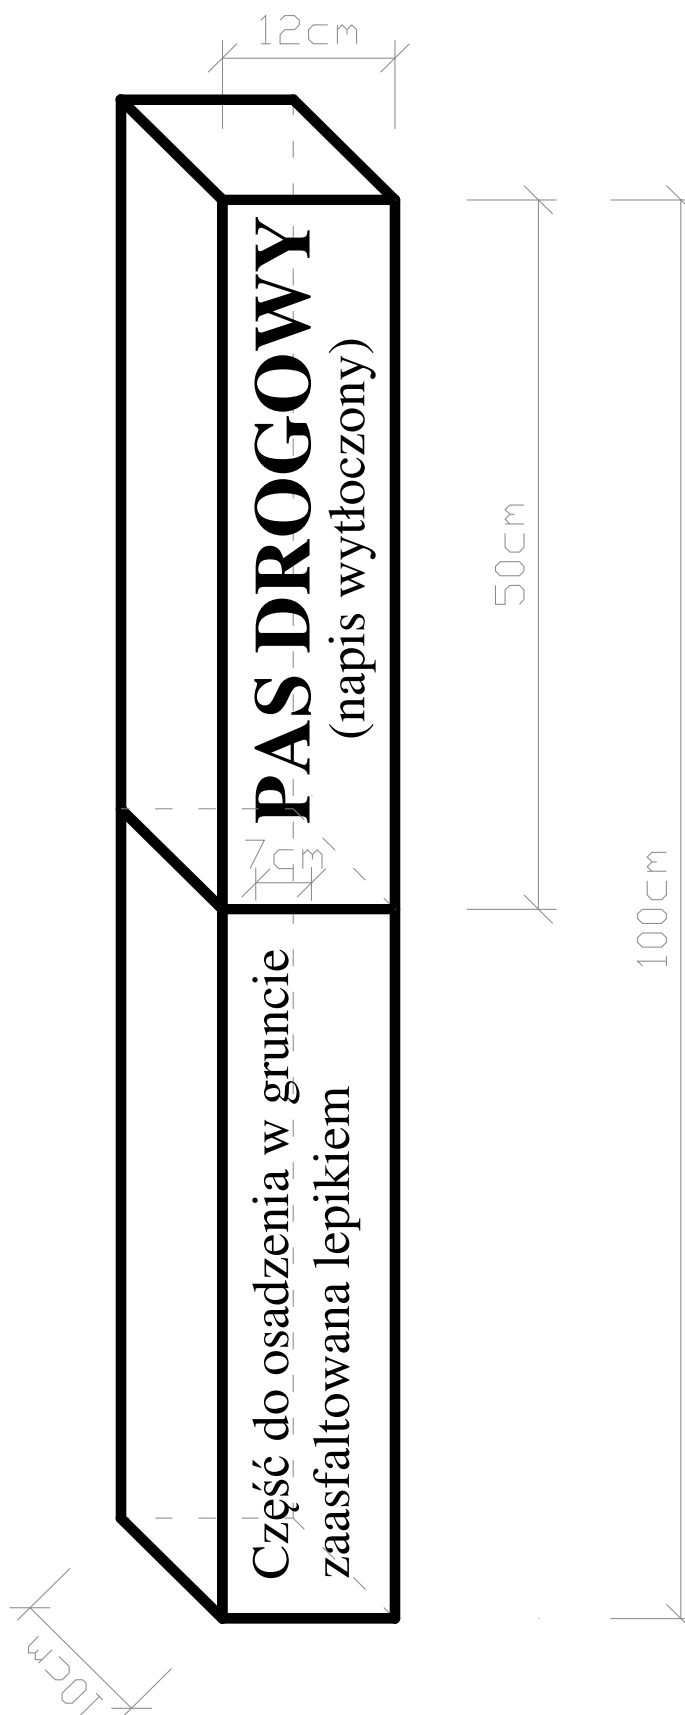 12cm
PAS DROGOWY
(napis wytłoczony)
50cm
100cm
7cm
Część do osadzenia w gruncie
zaasfaltowana lepikiem
10cm